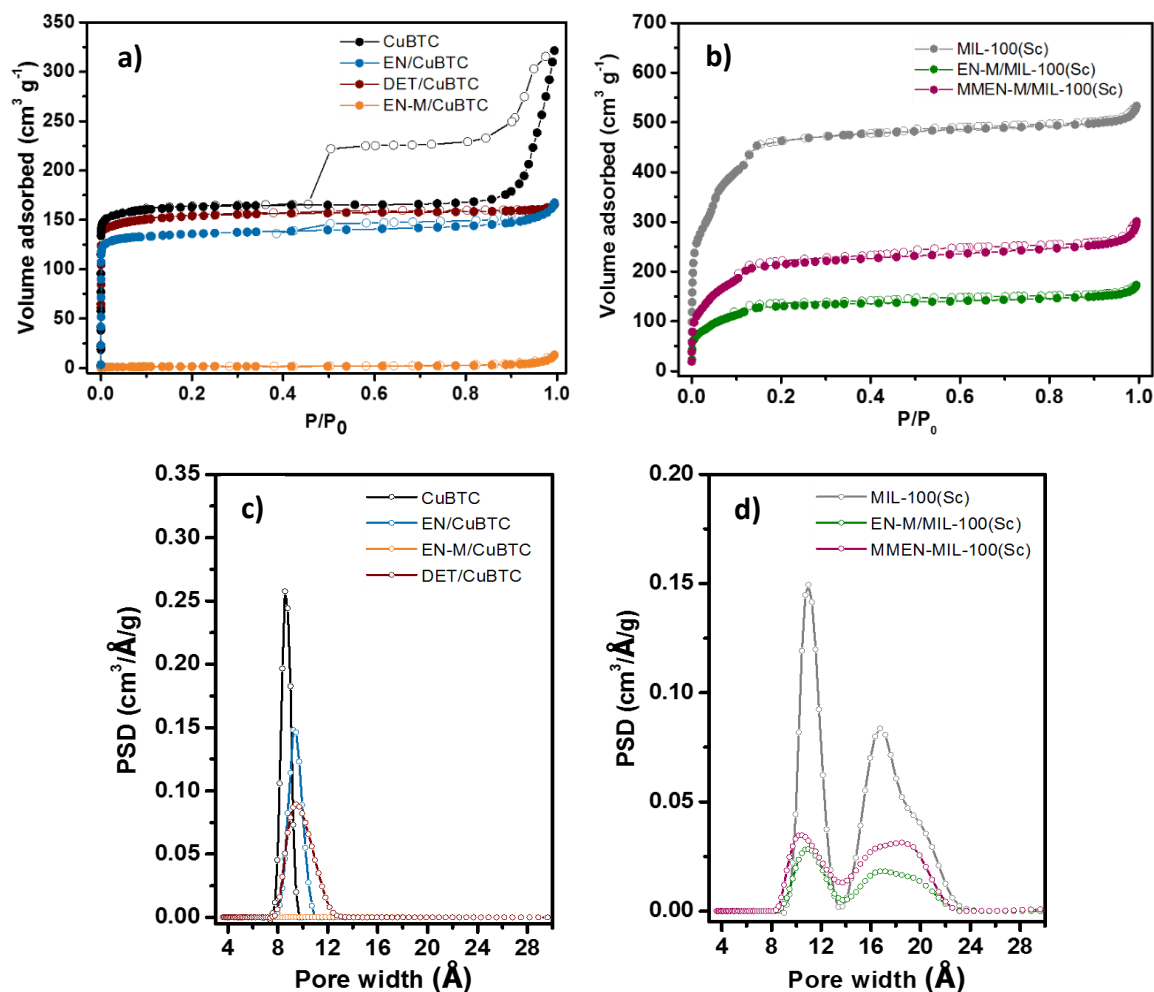 a)
CuBTC
EN/CuBTC
DET/CuBTC
EN-M/CuBTC
Volume adsorbed (cm³ g⁻¹)
350
300
250
200
150
100
50
0
0.0 0.2 0.4 0.6 0.8 1.0
P/P₀
b)
MIL-100(Sc)
EN-M/MIL-100(Sc)
MMEN-M/MIL-100(Sc)
Volume adsorbed (cm³ g⁻¹)
700
600
500
400
300
200
100
0
0.0 0.2 0.4 0.6 0.8 1.0
P/P₀
c)
CuBTC
EN/CuBTC
EN-M/CuBTC
DET/CuBTC
PSD (cm³/Å/g)
0.35
0.30
0.25
0.20
0.15
0.10
0.05
0.00
4 8 12 16 20 24 28
Pore width (Å)
d)
MIL-100(Sc)
EN-M/MIL-100(Sc)
MMEN-MIL-100(Sc)
PSD (cm³/Å/g)
0.20
0.15
0.10
0.05
0.00
4 8 12 16 20 24 28
Pore width (Å)